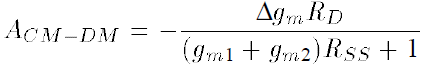 $$A_{CM-DM} = -\frac{\Delta g_m R_D}{(g_{m1} + g_{m2})R_{SS} + 1}$$